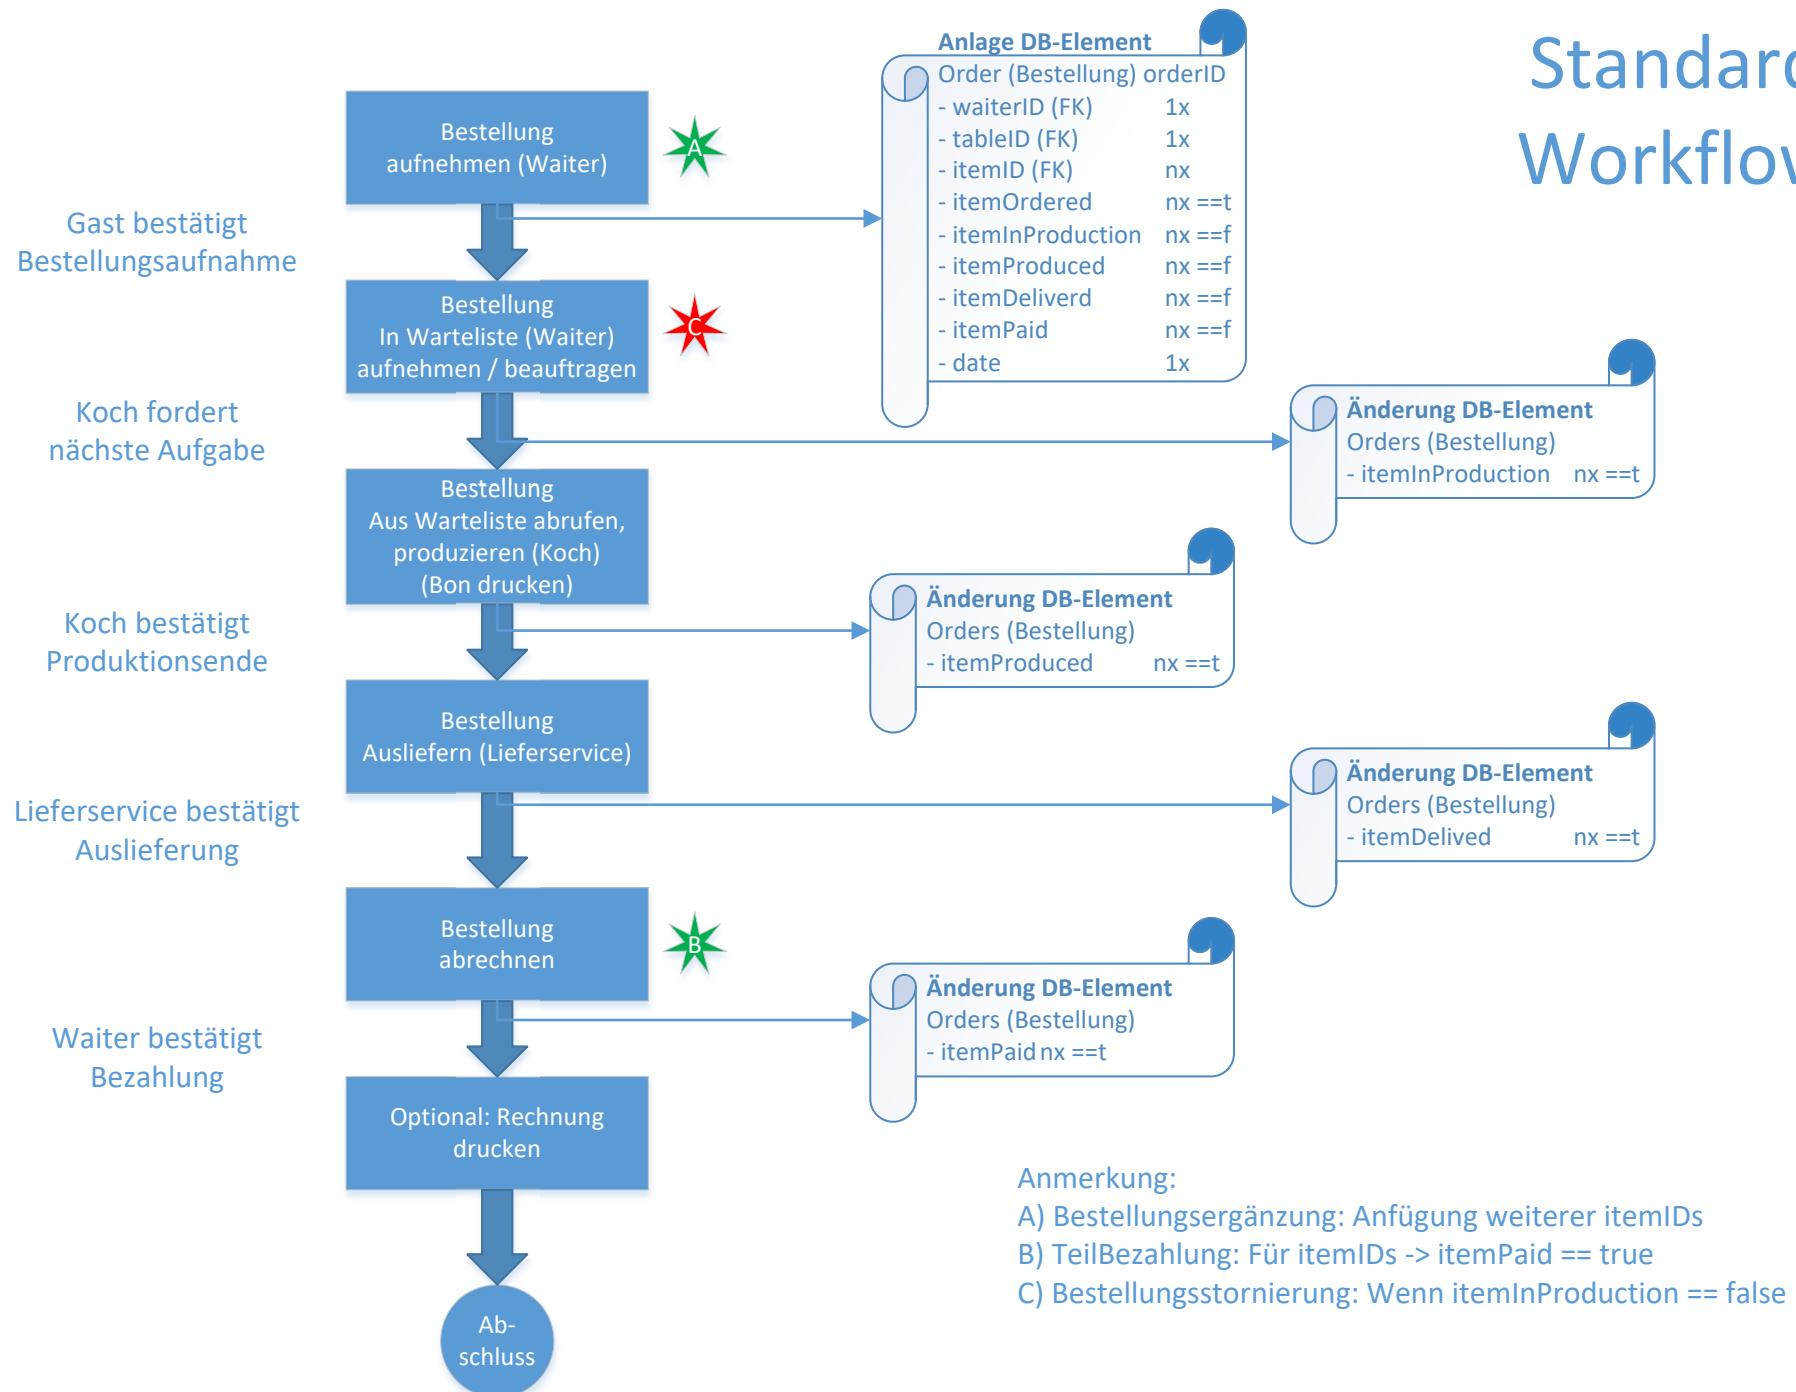 Standard
Workflow
Bestellung
aufnehmen (Waiter)
A
Gast bestätigt
Bestellungsaufnahme
Anlage DB-Element
Order (Bestellung) orderID
- waiterID (FK) 1x
- tableID (FK) 1x
- itemID (FK) nx
- itemOrdered nx ==t
- itemInProduction nx ==f
- itemProduced nx ==f
- itemDeliverd nx ==f
- itemPaid nx ==f
- date 1x
Bestellung
In Warteliste (Waiter)
aufnehmen / beauftragen
C
Koch fordert
nächste Aufgabe
Änderung DB-Element
Orders (Bestellung)
- itemInProduction nx ==t
Bestellung
Aus Warteliste abrufen,
produzieren (Koch)
(Bon drucken)
Koch bestätigt
Produktionsende
Änderung DB-Element
Orders (Bestellung)
- itemProduced nx ==t
Bestellung
Ausliefern (Lieferservice)
Lieferservice bestätigt
Auslieferung
Änderung DB-Element
Orders (Bestellung)
- itemDelived nx ==t
Bestellung
abrechnen
B
Waiter bestätigt
Bezahlung
Änderung DB-Element
Orders (Bestellung)
- itemPaid nx ==t
Optional: Rechnung
drucken
Ab-
schluss
Anmerkung:
A) Bestellungsergänzung: Anfügung weiterer itemIDs
B) TeilBezahlung: Für itemIDs -> itemPaid == true
C) Bestellungsstornierung: Wenn itemInProduction == false